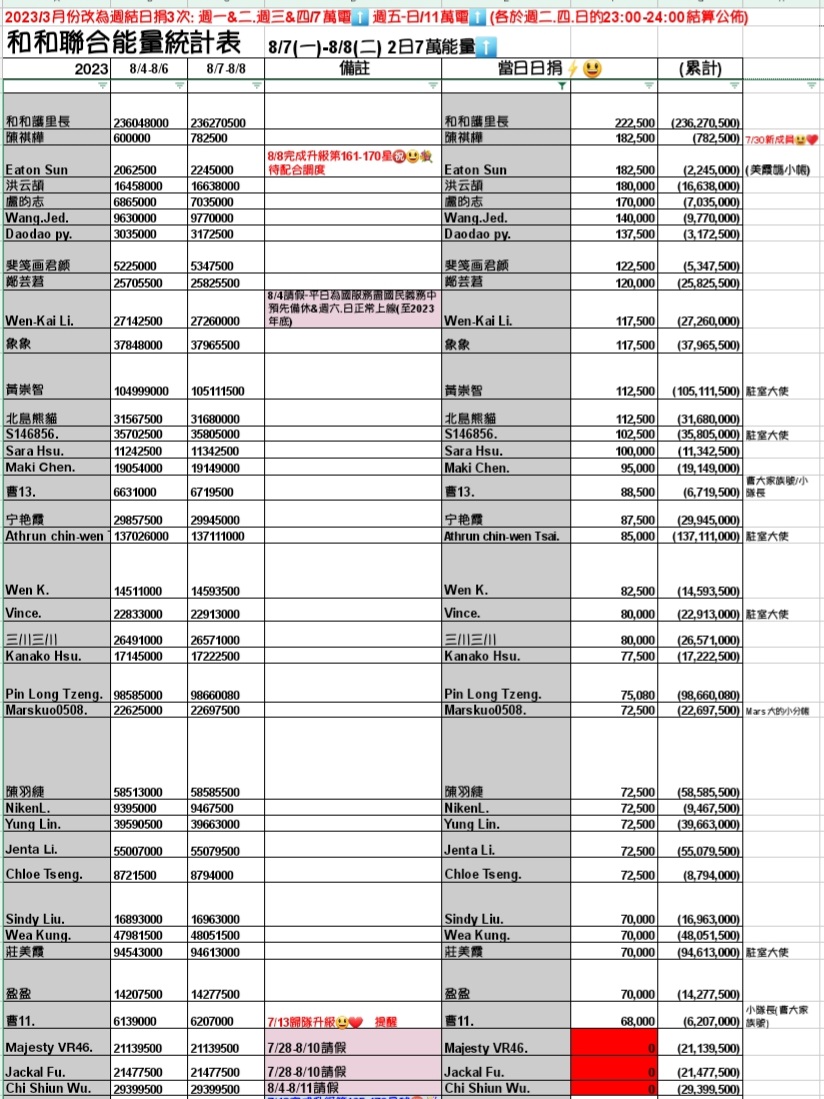 2023/3月份改為週結日捐3次: 週一&二.週三&四/7萬電⬆️ 週五-日/11萬電⬆️ (各於週二.四.日的23:00-24:00結算公佈)
和和聯合能量統計表 8/7(一)-8/8(二) 2日7萬能量⬆️
2023 8/4-8/6 8/7-8/8 備註 當日日捐⚡😃 (累計)
和和護里長 236048000 236270500 和和護里長 222,500 (236,270,500)
陳祺樺 600000 782500 陳祺樺 182,500 (782,500) 7/30新成員😃❤️
8/8完成升級第161-170星㊗️😃💐
Eaton Sun 2062500 2245000 待配合調度 Eaton Sun 182,500 (2,245,000) (美霞譜小帳)
洪云頡 16458000 16638000 洪云頡 180,000 (16,638,000)
盧昀志 6865000 7035000 盧昀志 170,000 (7,035,000)
Wang.Jed. 9630000 9770000 Wang.Jed. 140,000 (9,770,000)
Daodao py. 3035000 3172500 Daodao py. 137,500 (3,172,500)
斐箋画君顏 5225000 5347500 斐箋画君顏 122,500 (5,347,500)
鄭芸萻 25705500 25825500 鄭芸萻 120,000 (25,825,500)
8/4請假-平日為國服務盡國民義務中
預先備休&週六.日正常上線(至2023
Wen-Kai Li. 27142500 27260000 年底) Wen-Kai Li. 117,500 (27,260,000)
象象 37848000 37965500 象象 117,500 (37,965,500)
黃崇智 104999000 105111500 黃崇智 112,500 (105,111,500) 駐室大使
北島熊貓 31567500 31680000 北島熊貓 112,500 (31,680,000)
S146856. 35702500 35805000 S146856. 102,500 (35,805,000) 駐室大使
Sara Hsu. 11242500 11342500 Sara Hsu. 100,000 (11,342,500)
Maki Chen. 19054000 19149000 Maki Chen. 95,000 (19,149,000)
曹大家族號/小
曹13. 6631000 6719500 曹13. 88,500 (6,719,500) 隊長
宁艳霞 29857500 29945000 宁艳霞 87,500 (29,945,000)
Athrun chin-wen 137026000 137111000 Athrun chin-wen Tsai. 85,000 (137,111,000) 駐室大使
Wen K. 14511000 14593500 Wen K. 82,500 (14,593,500)
Vince. 22833000 22913000 Vince. 80,000 (22,913,000) 駐室大使
三川三川 26491000 26571000 三川三川 80,000 (26,571,000)
Kanako Hsu. 17145000 17222500 Kanako Hsu. 77,500 (17,222,500)
Pin Long Tzeng. 98585000 98660080 Pin Long Tzeng. 75,080 (98,660,080)
Marskuo0508. 22625000 22697500 Marskuo0508. 72,500 (22,697,500) Mars大的小分帳
陳羽緁 58513000 58585500 陳羽緁 72,500 (58,585,500)
NikenL. 9395000 9467500 NikenL. 72,500 (9,467,500)
Yung Lin. 39590500 39663000 Yung Lin. 72,500 (39,663,000)
Jenta Li. 55007000 55079500 Jenta Li. 72,500 (55,079,500)
Chloe Tseng. 8721500 8794000 Chloe Tseng. 72,500 (8,794,000)
Sindy Liu. 16893000 16963000 Sindy Liu. 70,000 (16,963,000)
Wea Kung. 47981500 48051500 Wea Kung. 70,000 (48,051,500)
莊美霞 94543000 94613000 莊美霞 70,000 (94,613,000) 駐室大使
盈盈 14207500 14277500 盈盈 70,000 (14,277,500)
小隊長(曹大家
曹11. 6139000 6207000 7/13歸隊升級😃❤️ 提醒 曹11. 68,000 (6,207,000) 族號)
Majesty VR46. 21139500 21139500 7/28-8/10請假 Majesty VR46. 0 (21,139,500)
Jackal Fu. 21477500 21477500 7/28-8/10請假 Jackal Fu. 0 (21,477,500)
Chi Shiun Wu. 29399500 29399500 8/4-8/11請假 Chi Shiun Wu. 0 (29,399,500)